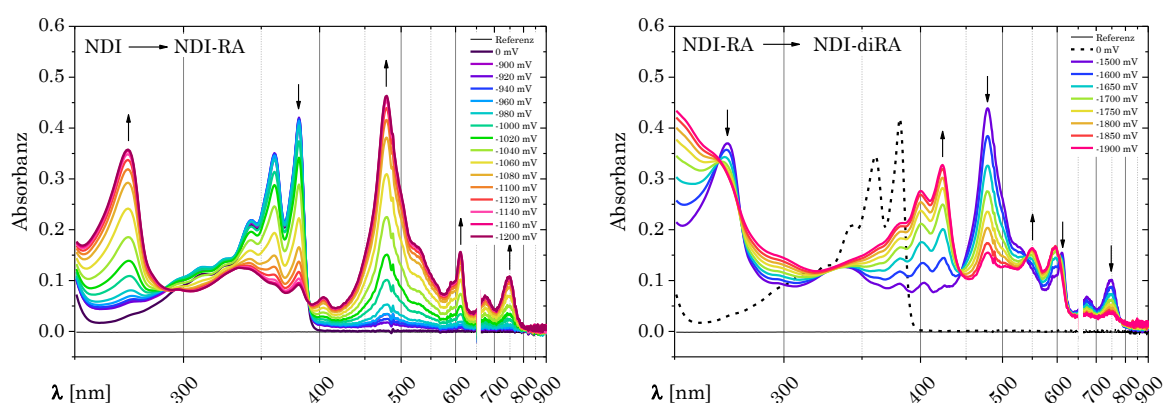 NDI → NDI-RA
Absorbanz
0.6
0.5
0.4
0.3
0.2
0.1
0.0
Referenz
0 mV
-900 mV
-920 mV
-940 mV
-960 mV
-980 mV
-1000 mV
-1020 mV
-1040 mV
-1060 mV
-1080 mV
-1100 mV
-1120 mV
-1140 mV
-1160 mV
-1200 mV
λ [nm]
300
400
500
600
700
800
900
NDI-RA → NDI-diRA
Absorbanz
0.6
0.5
0.4
0.3
0.2
0.1
0.0
Referenz
0 mV
-1500 mV
-1600 mV
-1650 mV
-1700 mV
-1750 mV
-1800 mV
-1850 mV
-1900 mV
λ [nm]
300
400
500
600
700
800
900